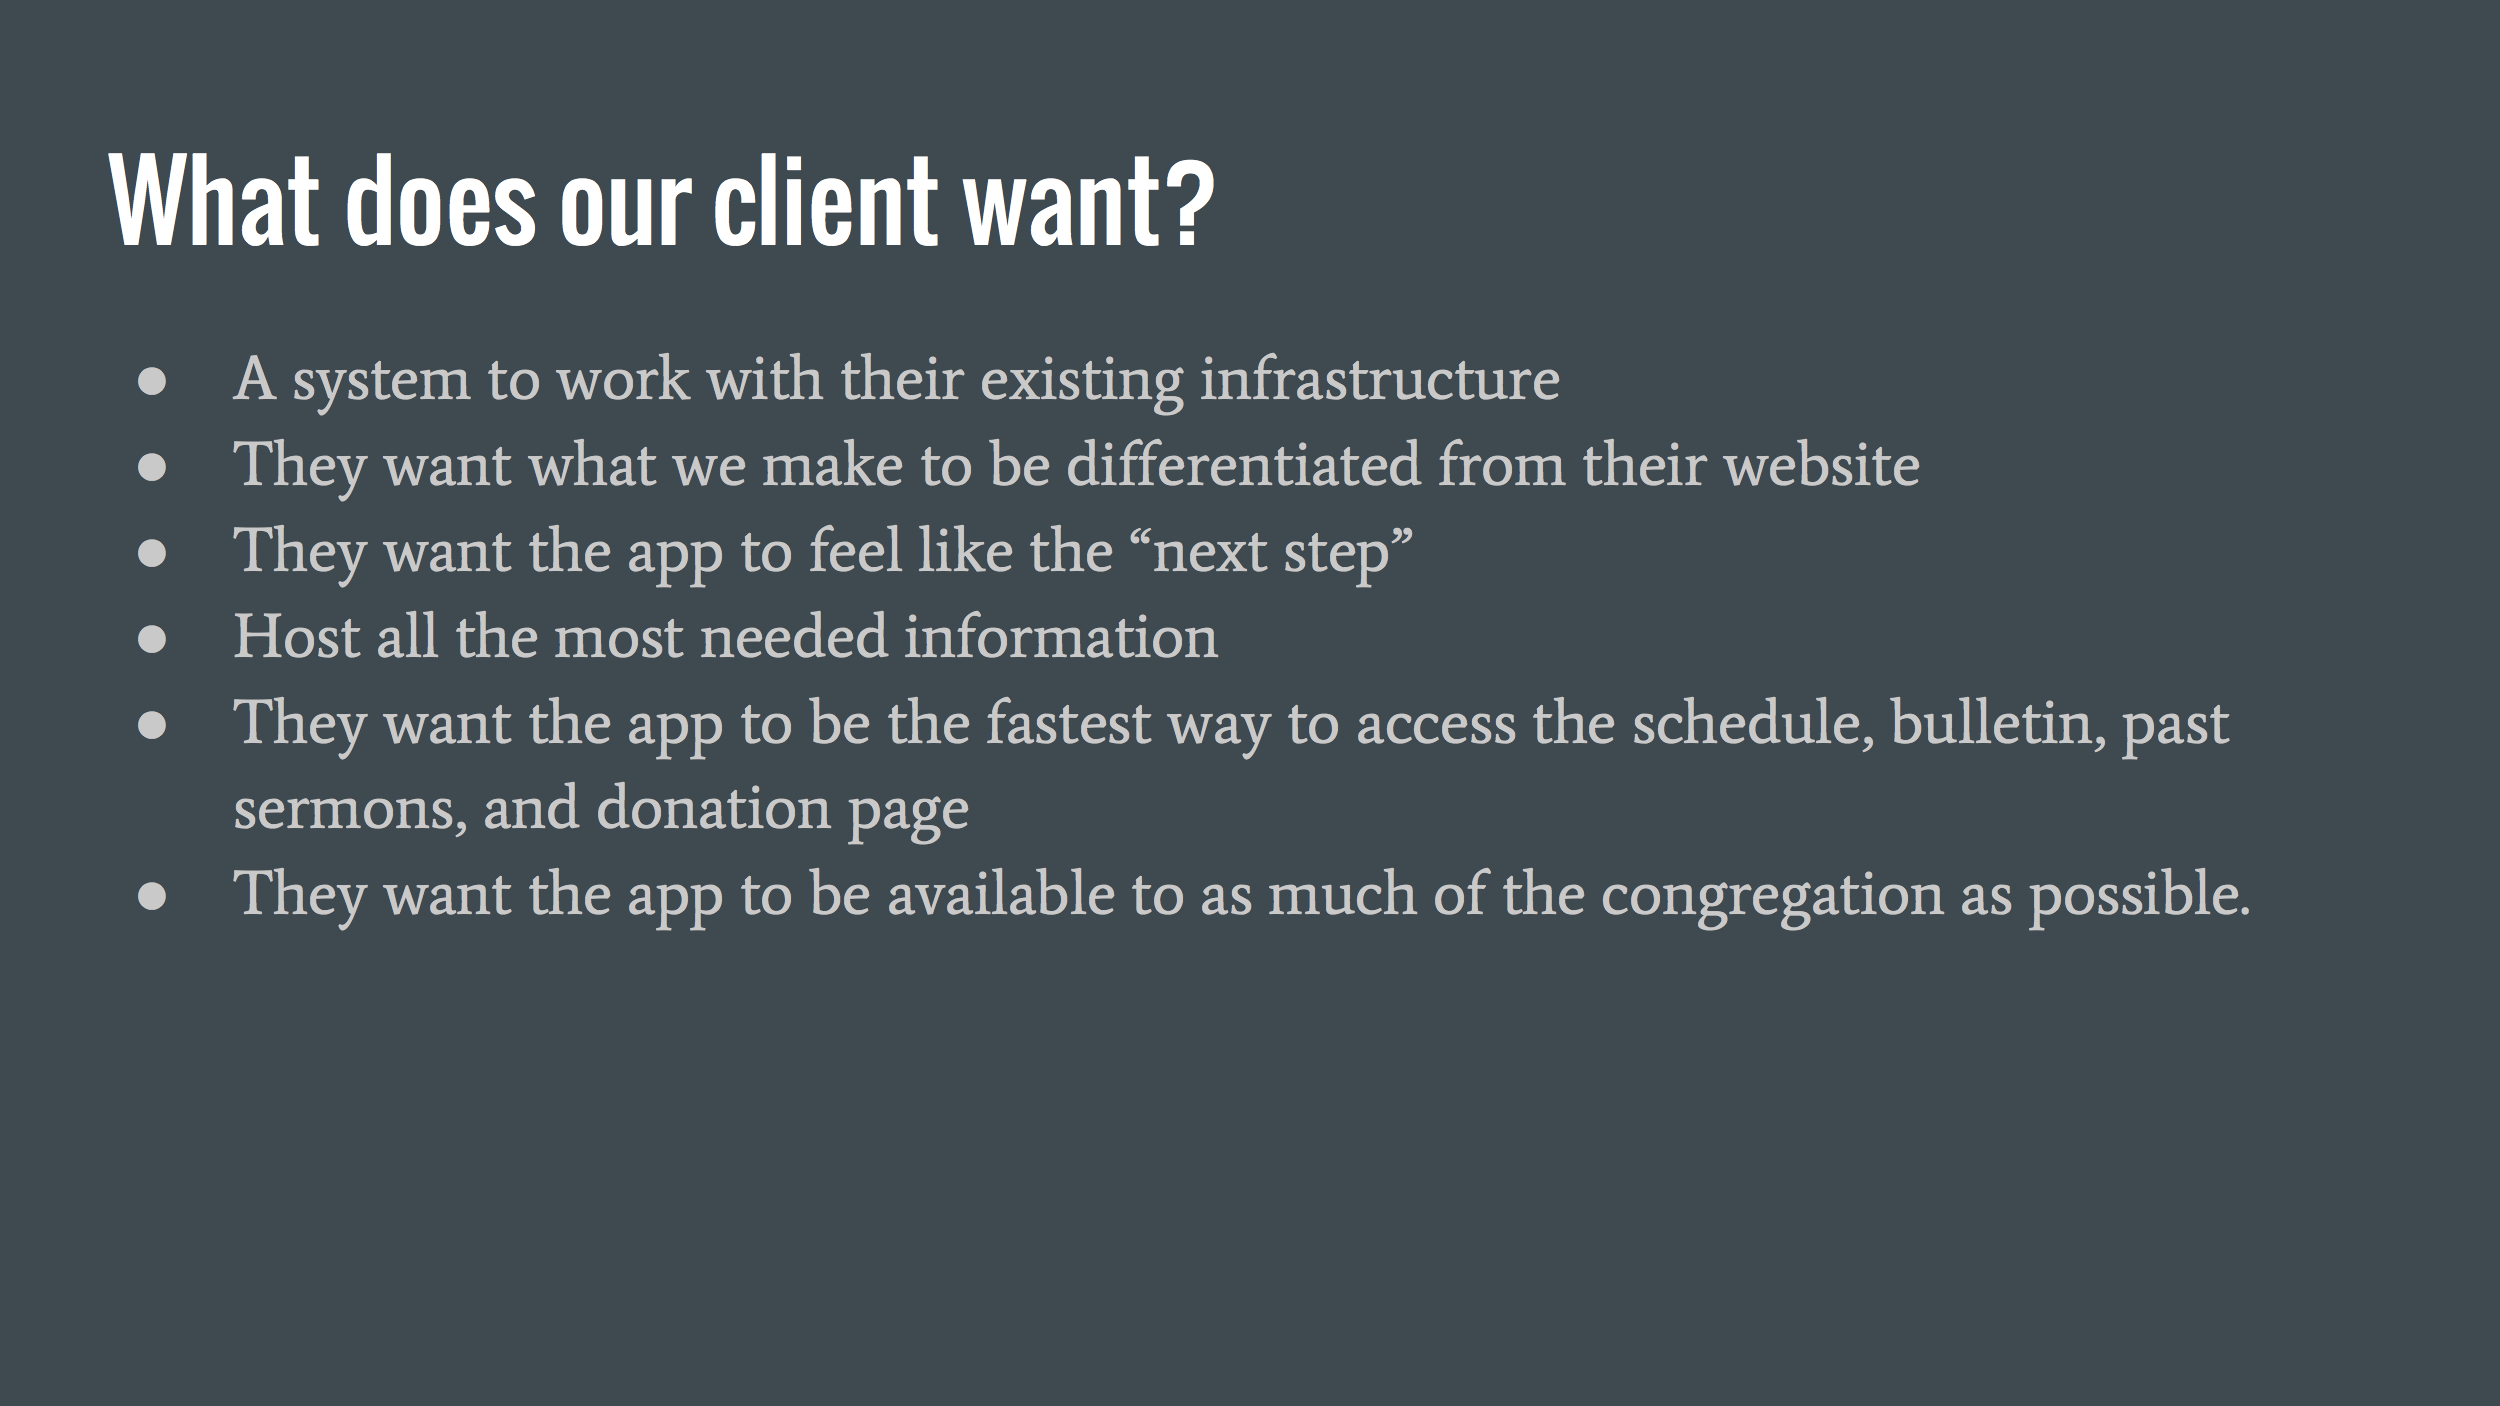 What does our client want?
● A system to work with their existing infrastructure
● They want what we make to be differentiated from their website
● They want the app to feel like the “next step”
● Host all the most needed information
● They want the app to be the fastest way to access the schedule, bulletin, past
sermons, and donation page
● They want the app to be available to as much of the congregation as possible.